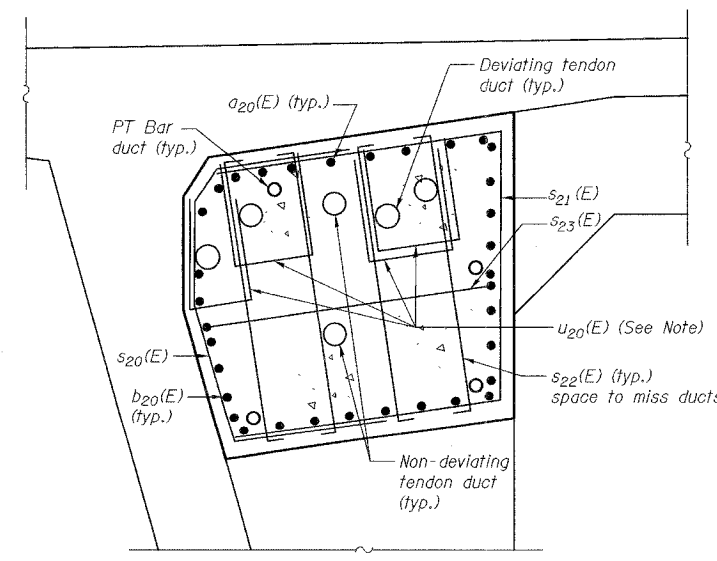 Deviating tendon
duct (typ.)
a20(E) (typ.)
PT Bar
duct (typ.)
s21(E)
s23(E)
u20(E) (See Note)
s20(E)
s22(E) (typ.)
space to miss ducts
b20(E)
(typ.)
Non-deviating
tendon duct
(typ.)